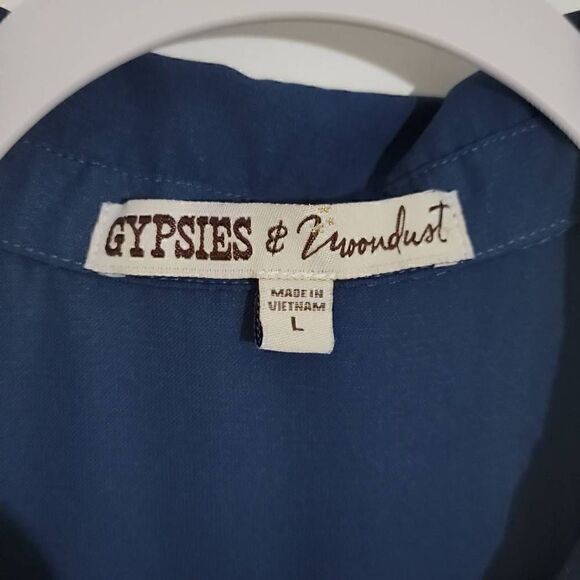 GYPSIES & Moondust
MADE IN
VIETNAM
L